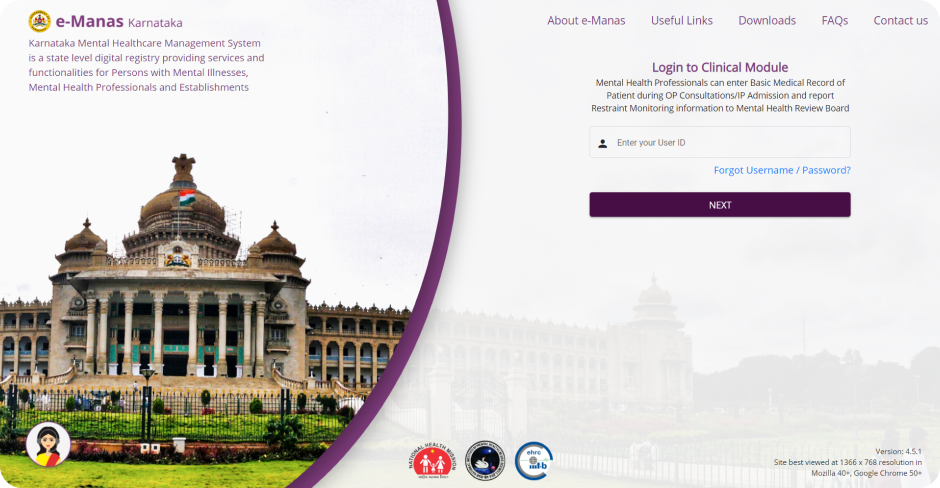 e-Manas Karnataka
Karnataka Mental Healthcare Management System
is a state level digital registry providing services and
functionalities for Persons with Mental Illnesses,
Mental Health Professionals and Establishments
About e-Manas Useful Links Downloads FAQs Contact us
Login to Clinical Module
Mental Health Professionals can enter Basic Medical Record of
Patient during OP Consultations/IP Admission and report
Restraint Monitoring information to Mental Health Review Board
Enter your User ID
Forgot Username / Password?
NEXT
NATIONAL HEALTH MISSION
ehrc
Version: 4.5.1
Site best viewed at 1366 x 768 resolution in
Mozilla 40+, Google Chrome 50+